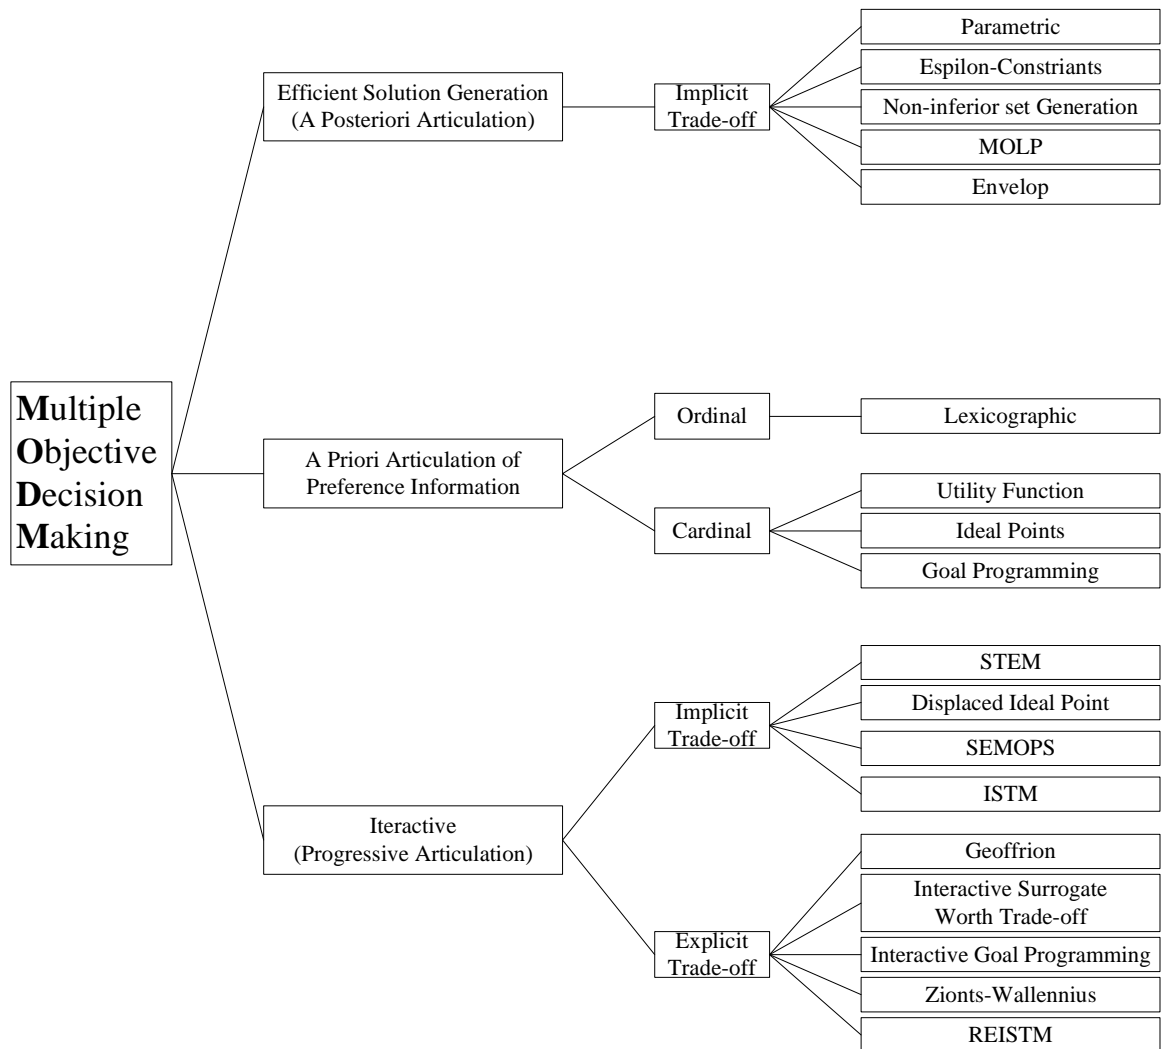 Multiple
Objective
Decision
Making
Efficient Solution Generation
(A Posteriori Articulation)
Implicit
Trade-off
Parametric
Espilon-Constriants
Non-inferior set Generation
MOLP
Envelop
A Priori Articulation of
Preference Information
Ordinal
Lexicographic
Cardinal
Utility Function
Ideal Points
Goal Programming
Iteractive
(Progressive Articulation)
Implicit
Trade-off
STEM
Displaced Ideal Point
SEMOPS
ISTM
Explicit
Trade-off
Geoffrion
Interactive Surrogate
Worth Trade-off
Interactive Goal Programming
Zionts-Wallennius
REISTM